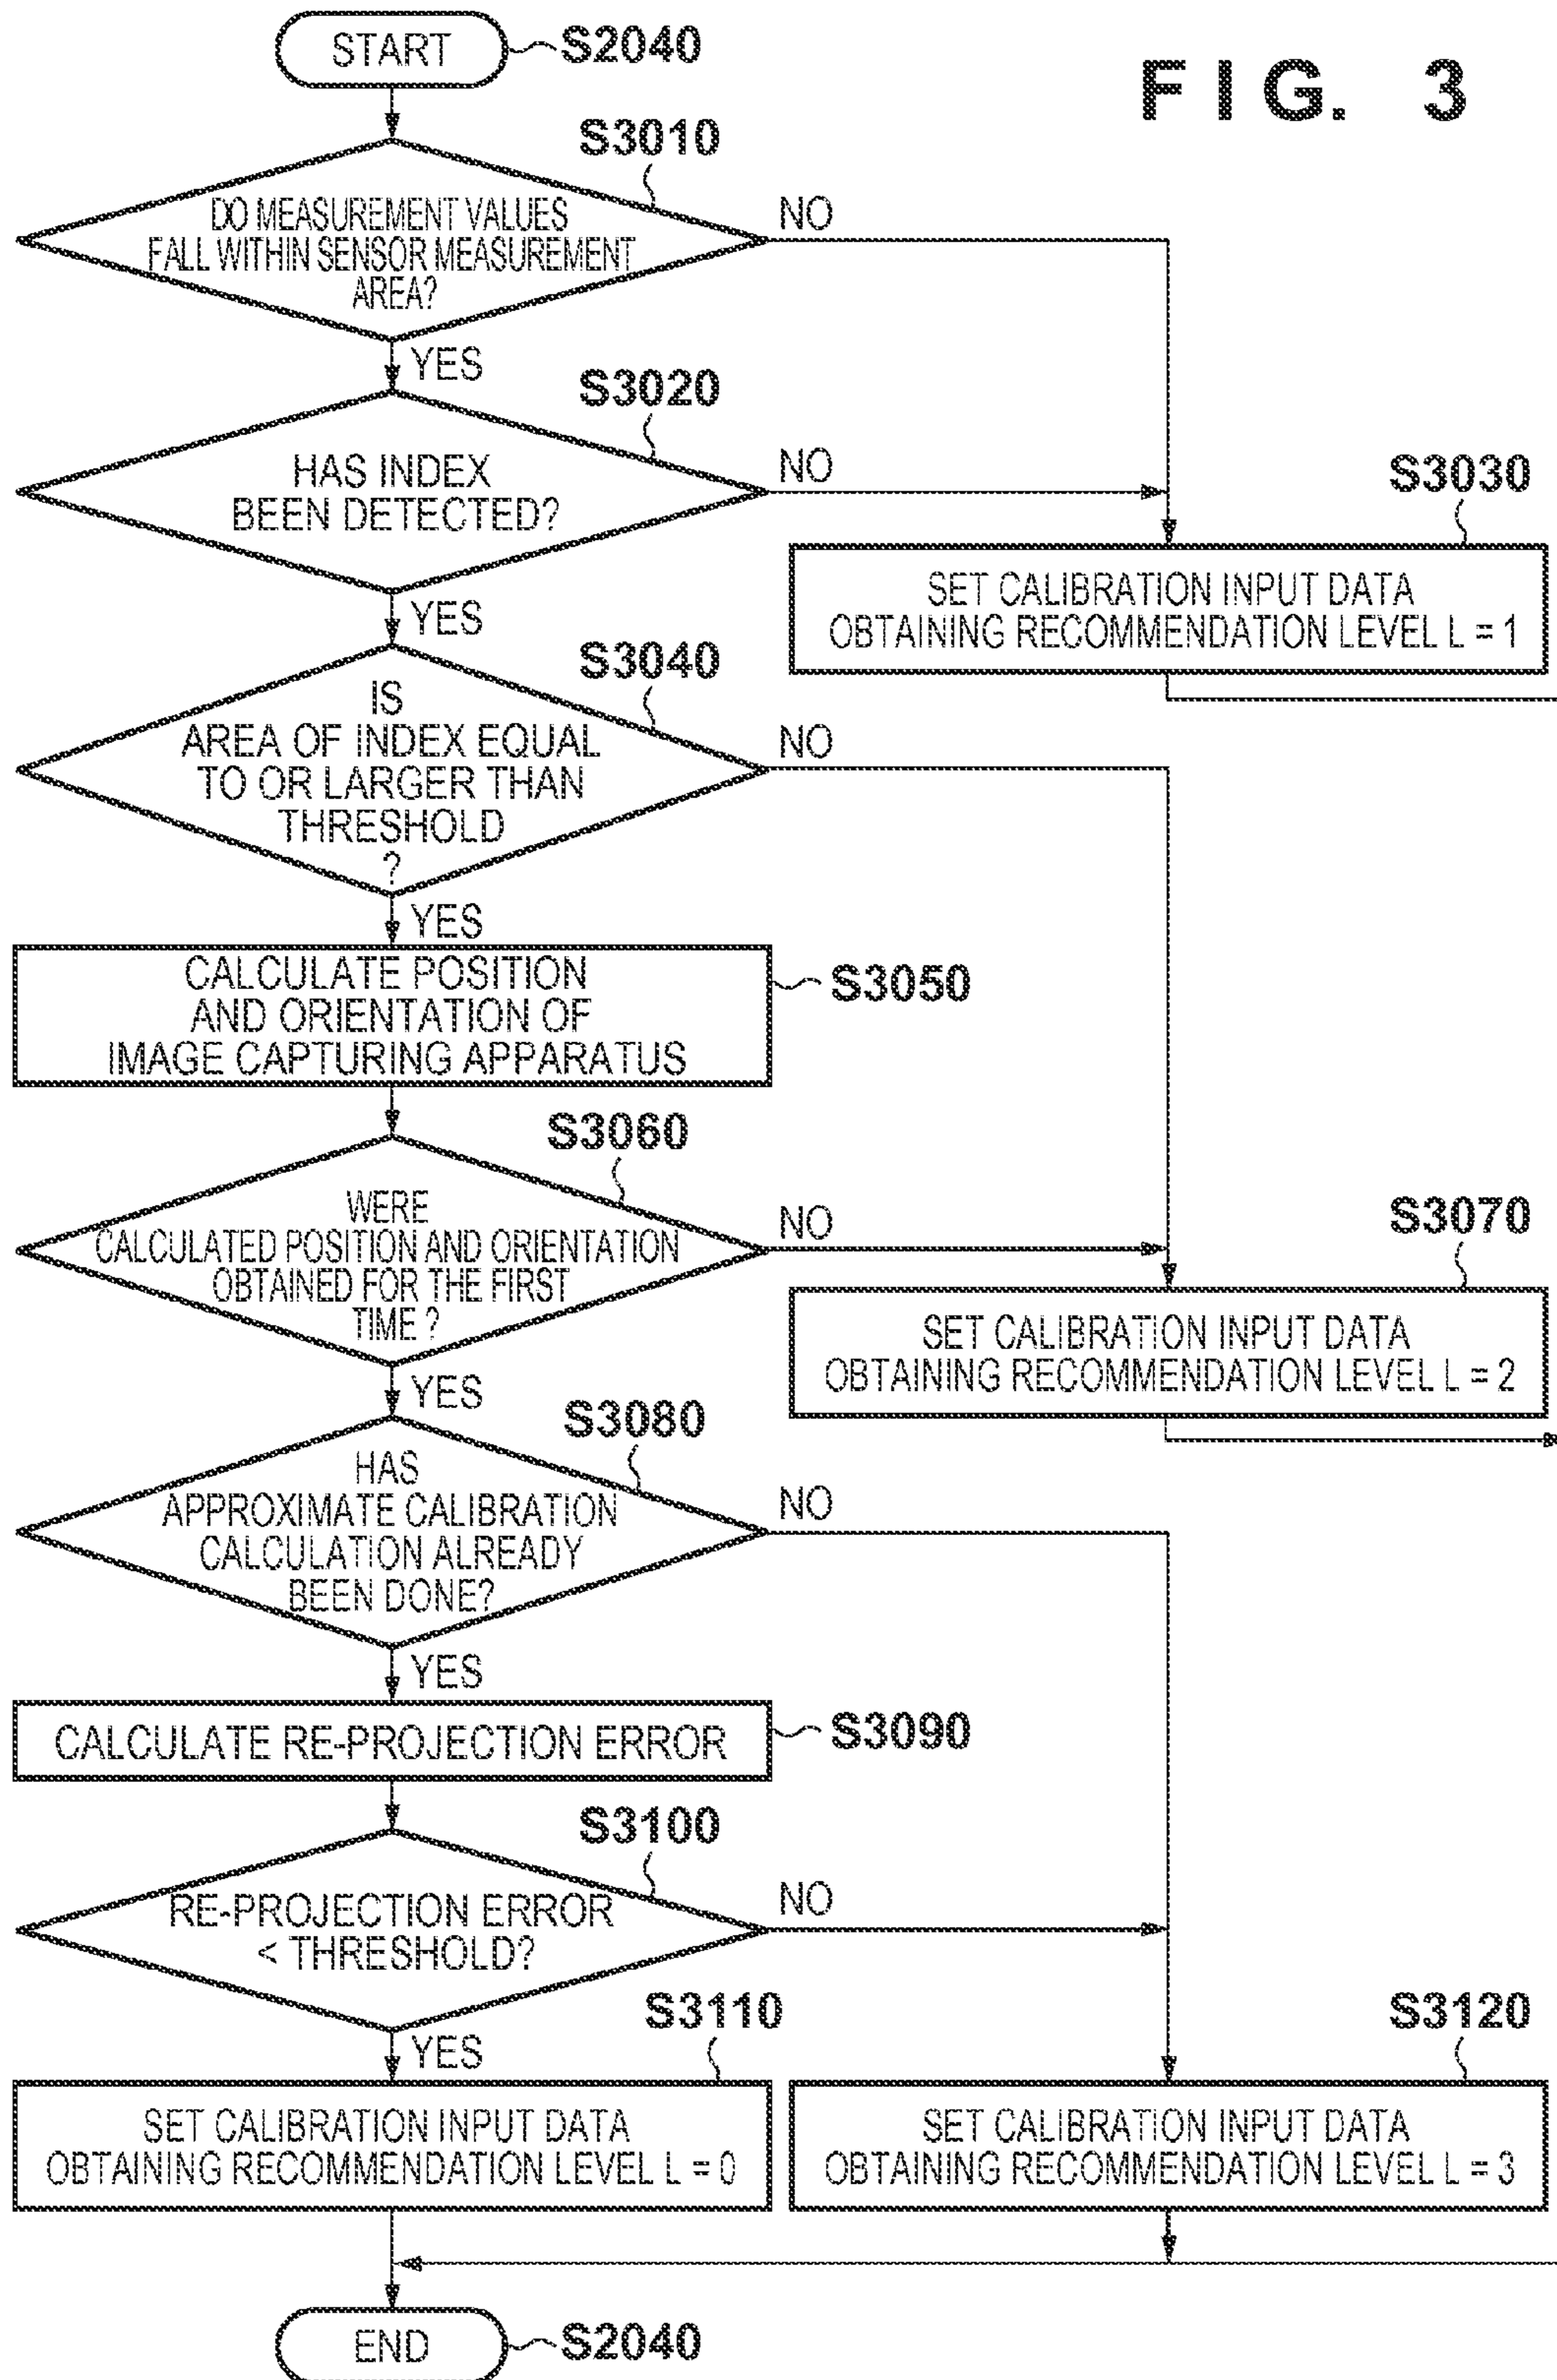 FIG. 3
START
S2040
S3010
DO MEASUREMENT VALUES
FALL WITHIN SENSOR MEASUREMENT
AREA?
NO
YES
S3020
HAS INDEX
BEEN DETECTED?
NO
S3030
SET CALIBRATION INPUT DATA
OBTAINING RECOMMENDATION LEVEL L = 1
YES
S3040
IS
AREA OF INDEX EQUAL
TO OR LARGER THAN
THRESHOLD
?
NO
YES
CALCULATE POSITION
AND ORIENTATION OF
IMAGE CAPTURING APPARATUS
S3050
S3060
WERE
CALCULATED POSITION AND ORIENTATION
OBTAINED FOR THE FIRST
TIME ?
NO
S3070
SET CALIBRATION INPUT DATA
OBTAINING RECOMMENDATION LEVEL L = 2
YES
S3080
HAS
APPROXIMATE CALIBRATION
CALCULATION ALREADY
BEEN DONE?
NO
YES
CALCULATE RE-PROJECTION ERROR
S3090
S3100
RE-PROJECTION ERROR
< THRESHOLD?
NO
YES
S3110
SET CALIBRATION INPUT DATA
OBTAINING RECOMMENDATION LEVEL L = 0
S3120
SET CALIBRATION INPUT DATA
OBTAINING RECOMMENDATION LEVEL L = 3
END
S2040